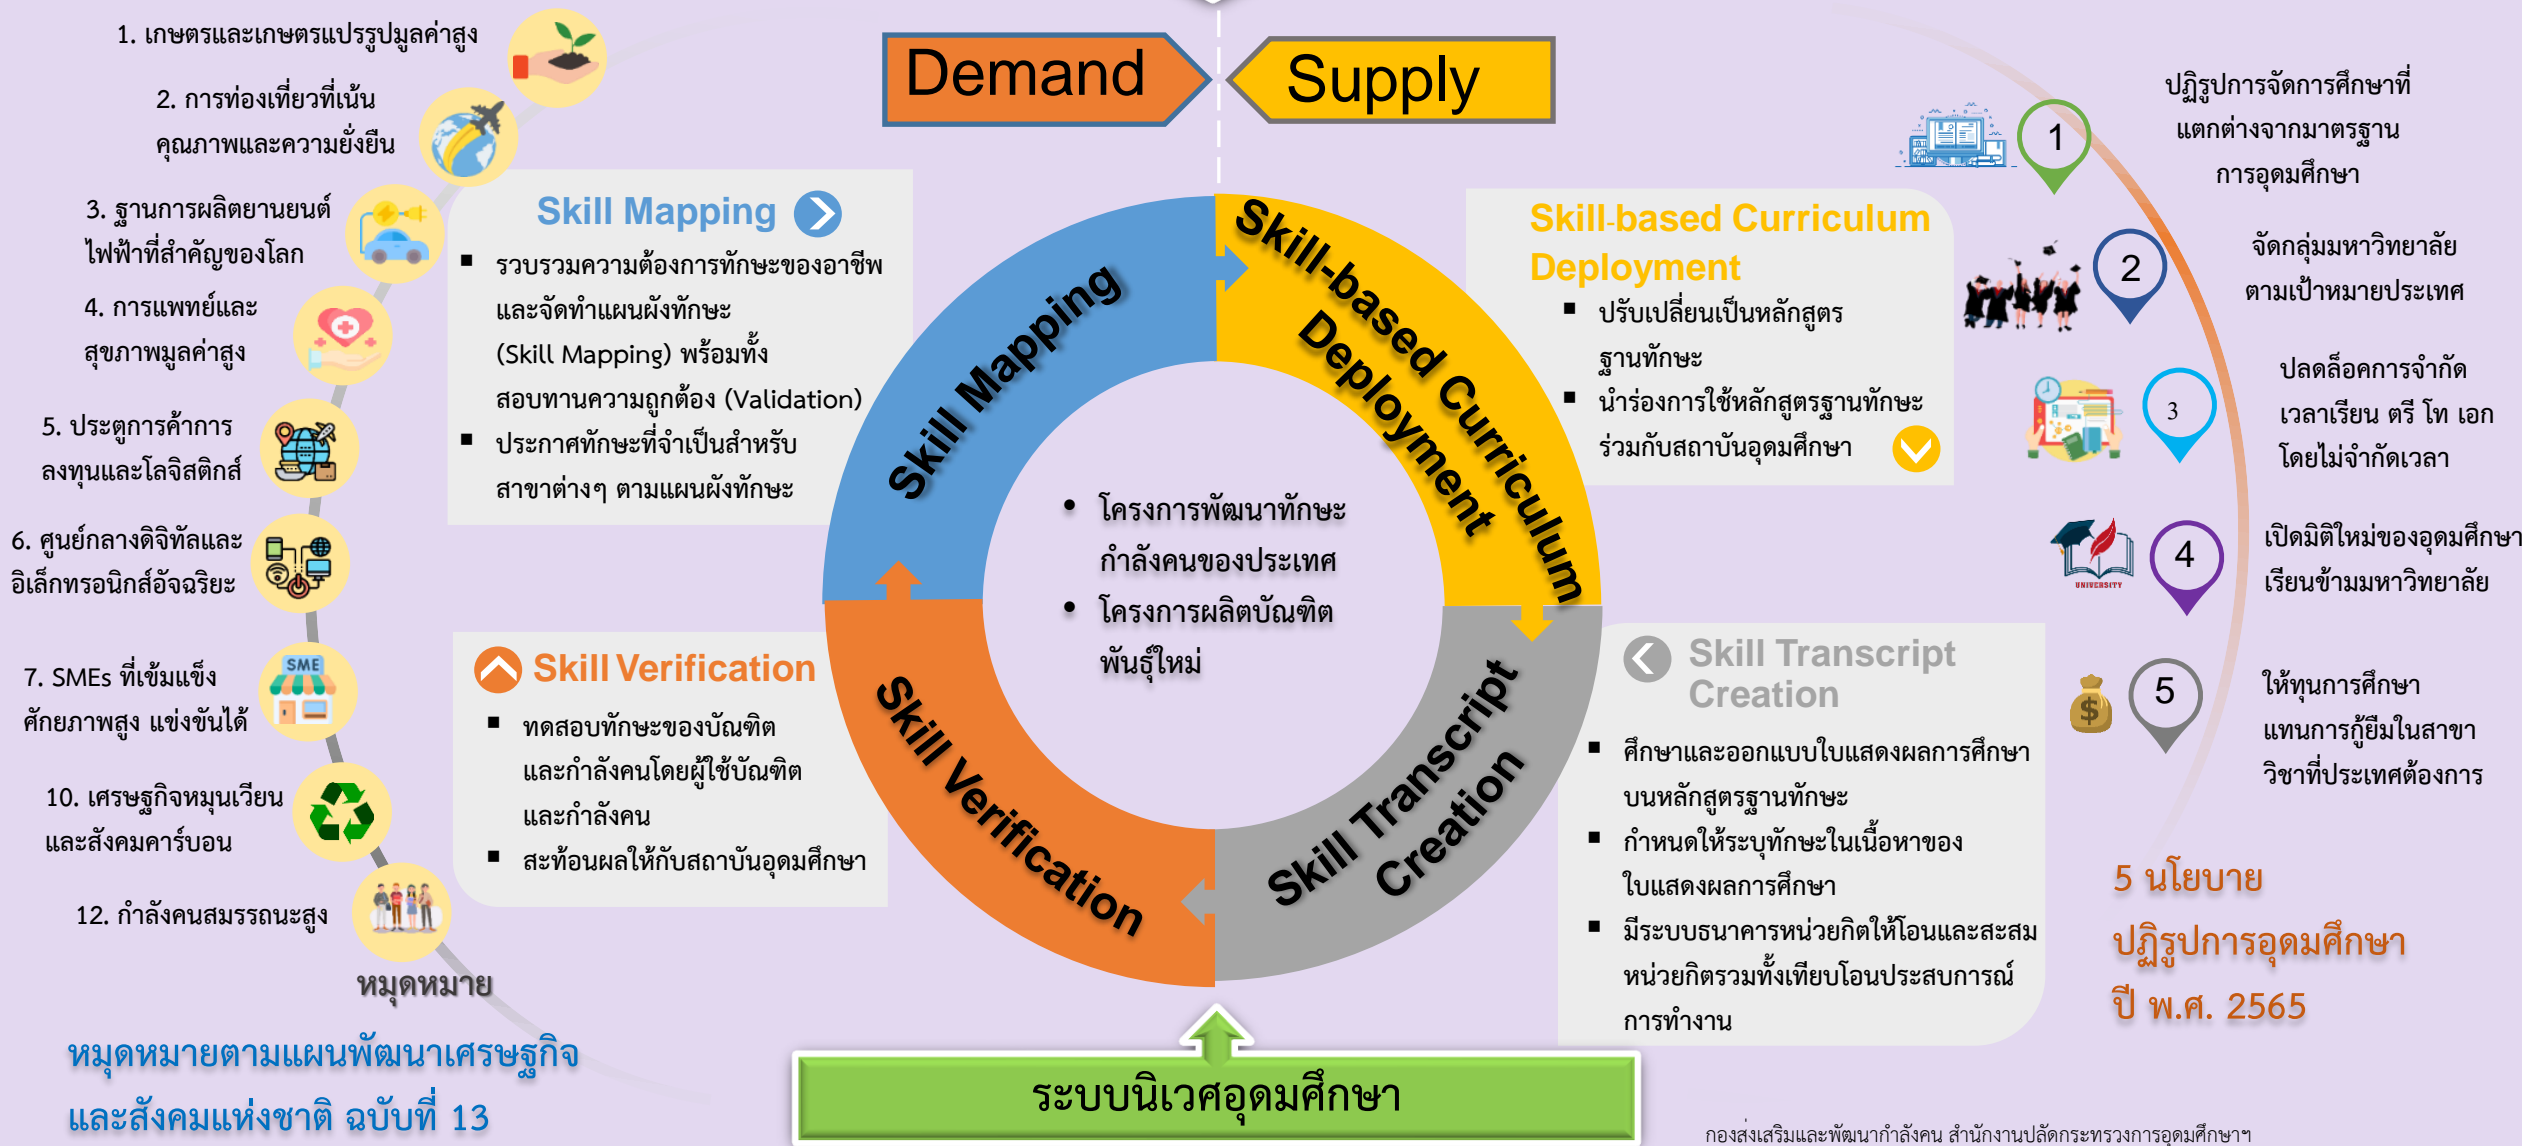 Demand
Supply
1. เกษตรและเกษตรแปรรูปมูลค่าสูง
2. การท่องเที่ยวที่เน้น
คุณภาพและความยั่งยืน
3. ฐานการผลิตยานยนต์
ไฟฟ้าที่สำคัญของโลก
4. การแพทย์และ
สุขภาพมูลค่าสูง
5. ประตูการค้าการ
ลงทุนและโลจิสติกส์
6. ศูนย์กลางดิจิทัลและ
อิเล็กทรอนิกส์อัจฉริยะ
7. SMEs ที่เข้มแข็ง
ศักยภาพสูง แข่งขันได้
SME
10. เศรษฐกิจหมุนเวียน
และสังคมคาร์บอน
12. กำลังคนสมรรถนะสูง
หมุดหมาย
หมุดหมายตามแผนพัฒนาเศรษฐกิจ
และสังคมแห่งชาติ ฉบับที่ 13
Skill Mapping
▪ รวบรวมความต้องการทักษะของอาชีพ
และจัดทำแผนผังทักษะ
(Skill Mapping) พร้อมทั้ง
สอบทานความถูกต้อง (Validation)
▪ ประกาศทักษะที่จำเป็นสำหรับ
สาขาต่างๆ ตามแผนผังทักษะ
Skill Verification
▪ ทดสอบทักษะของบัณฑิต
และกำลังคนโดยผู้ใช้บัณฑิต
และกำลังคน
▪ สะท้อนผลให้กับสถาบันอุดมศึกษา
Skill Mapping
Skill-based Curriculum
Deployment
Skill Transcript
Creation
Skill Verification
• โครงการพัฒนาทักษะ
กำลังคนของประเทศ
• โครงการผลิตบัณฑิต
พันธุ์ใหม่
Skill-based Curriculum
Deployment
▪ ปรับเปลี่ยนเป็นหลักสูตร
ฐานทักษะ
▪ นำร่องการใช้หลักสูตรฐานทักษะ
ร่วมกับสถาบันอุดมศึกษา
Skill Transcript
Creation
▪ ศึกษาและออกแบบใบแสดงผลการศึกษา
บนหลักสูตรฐานทักษะ
▪ กำหนดให้ระบุทักษะในเนื้อหาของ
ใบแสดงผลการศึกษา
▪ มีระบบธนาคารหน่วยกิตให้โอนและสะสม
หน่วยกิตรวมทั้งเทียบโอนประสบการณ์
การทำงาน
1
ปฏิรูปการจัดการศึกษาที่
แตกต่างจากมาตรฐาน
การอุดมศึกษา
2
จัดกลุ่มมหาวิทยาลัย
ตามเป้าหมายประเทศ
3
ปลดล็อคการจำกัด
เวลาเรียน ตรี โท เอก
โดยไม่จำกัดเวลา
UNIVERSITY
4
เปิดมิติใหม่ของอุดมศึกษา
เรียนข้ามมหาวิทยาลัย
5
ให้ทุนการศึกษา
แทนการกู้ยืมในสาขา
วิชาที่ประเทศต้องการ
5 นโยบาย
ปฏิรูปการอุดมศึกษา
ปี พ.ศ. 2565
ระบบนิเวศอุดมศึกษา
กองส่งเสริมและพัฒนากำลังคน สำนักงานปลัดกระทรวงการอุดมศึกษาฯ